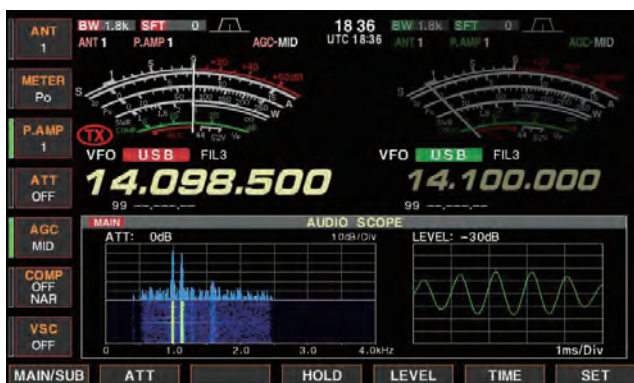 ANT
1
METER
Po
P.AMP
1
ATT
OFF
AGC
MID
COMP
OFF
NAR
VSC
OFF
BW 1.8k SFT 0
ANT 1 P.AMP 1 AGC-MID
18 36
UTC 18:36
BW 1.8k SFT 0
ANT 1 P.AMP 1 AGC-MID
TX
VFO USB FIL3
14.098.500
99 --.---.--
VFO USB FIL3
14.100.000
99 --.---.--
MAIN AUDIO SCOPE
ATT: 0dB 10dB/Div
LEVEL: -30dB
0 1.0 2.0 3.0 4.0kHz
1ms/Div
MAIN/SUB ATT HOLD LEVEL TIME SET